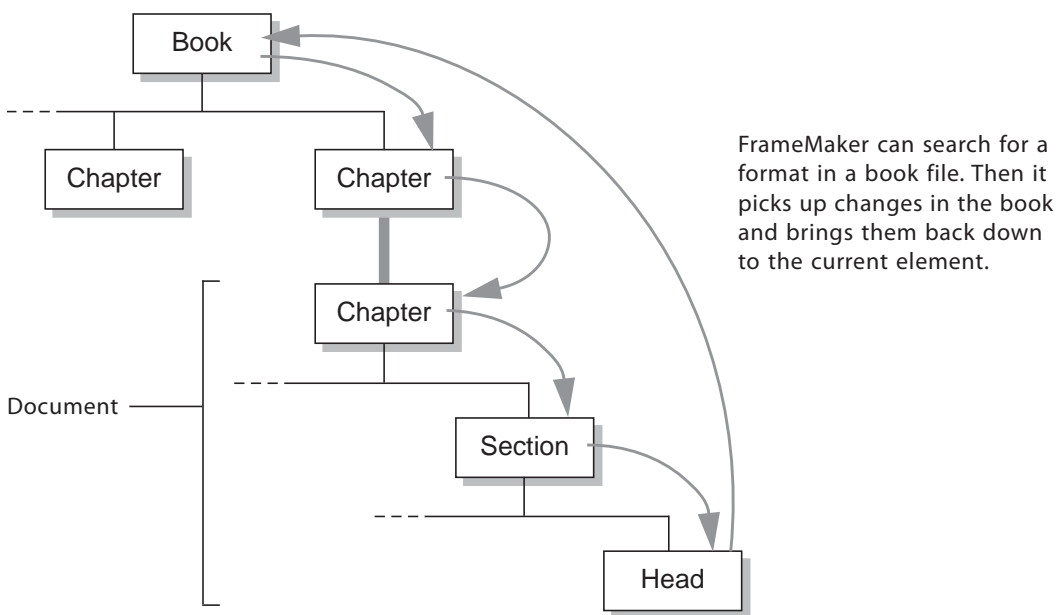 Book
Chapter
Chapter
FrameMaker can search for a
format in a book file. Then it
picks up changes in the book
and brings them back down
to the current element.
Chapter
Document
Section
Head